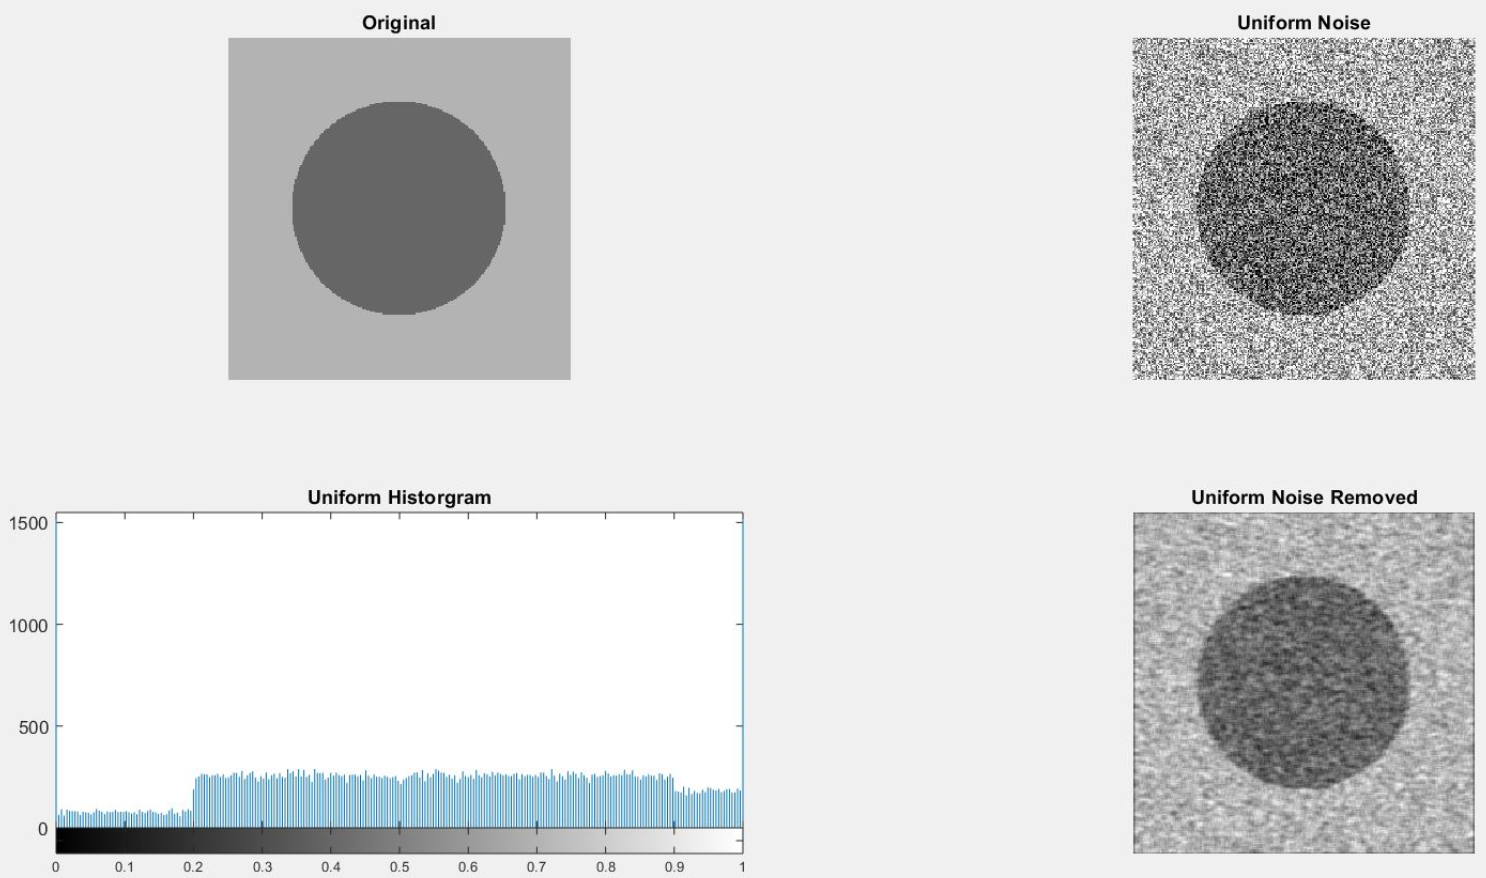 Original
Uniform Noise
Uniform Historgram
1500
1000
500
0
0 0.1 0.2 0.3 0.4 0.5 0.6 0.7 0.8 0.9 1
Uniform Noise Removed